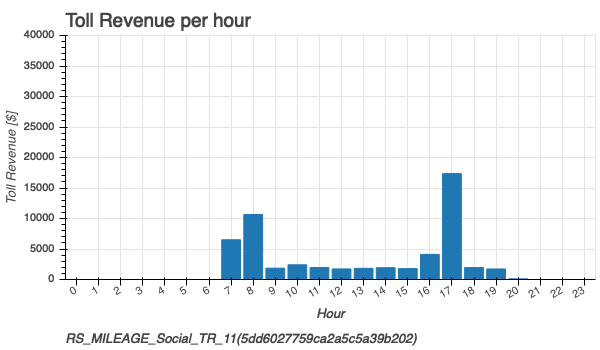 Toll Revenue per hour
40000
35000
30000
25000
20000
15000
10000
5000
0
Toll Revenue [$]
0 1 2 3 4 5 6 7 8 9 10 11 12 13 14 15 16 17 18 19 20 21 22 23
Hour
RS_MILEAGE_Social_TR_11(5dd6027759ca2a5c5a39b202)